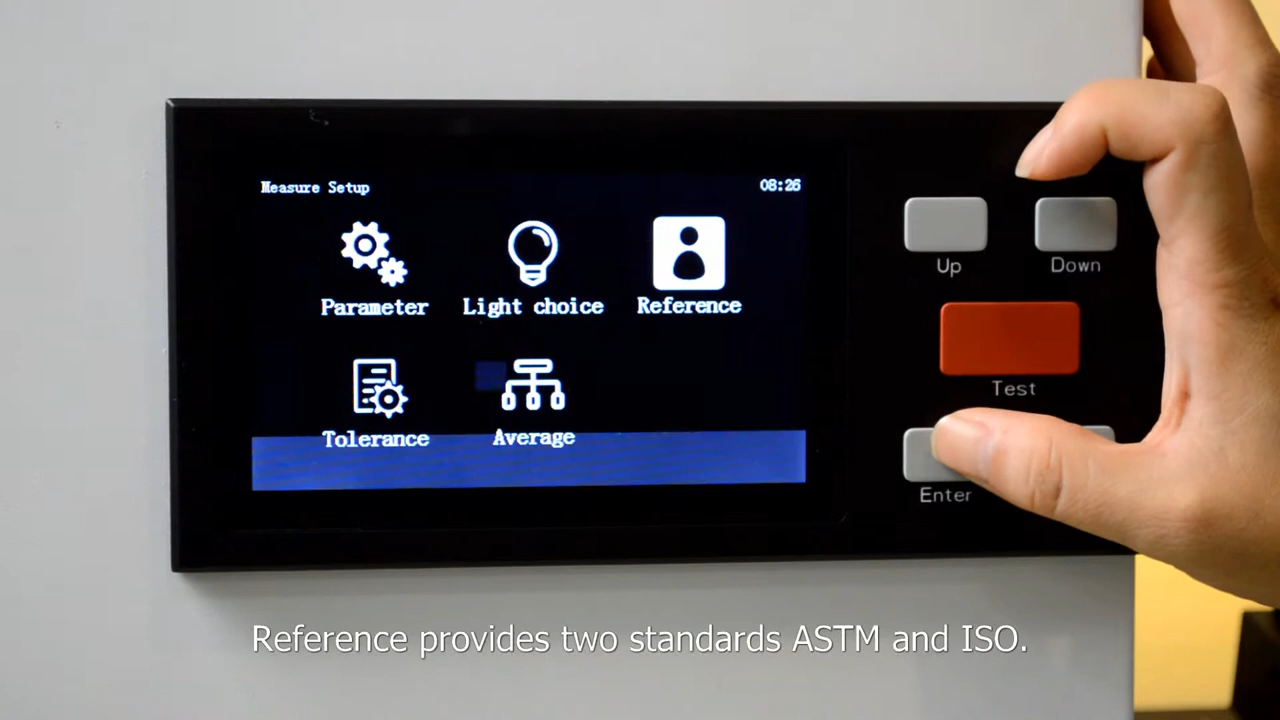 Measure Setup
08:26
Parameter
Light choice
Reference
Tolerance
Average
Up
Down
Test
Enter
Reference provides two standards ASTM and ISO.